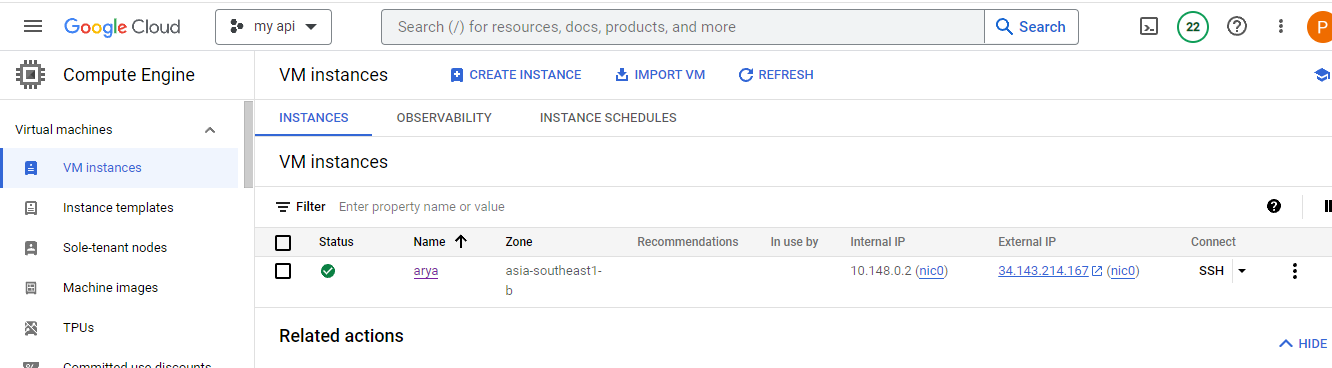 Google Cloud
my api
Search (/) for resources, docs, products, and more
Search
22
P
Compute Engine
VM instances
CREATE INSTANCE
IMPORT VM
REFRESH
Virtual machines
INSTANCES
OBSERVABILITY
INSTANCE SCHEDULES
VM instances
VM instances
Instance templates
Filter Enter property name or value
Sole-tenant nodes
Status Name Zone Recommendations In use by Internal IP External IP Connect
arya asia-southeast1- 10.148.0.2 (nic0) 34.143.214.167 (nic0) SSH
b
Machine images
TPUs
Related actions
HIDE
Committed use discounts